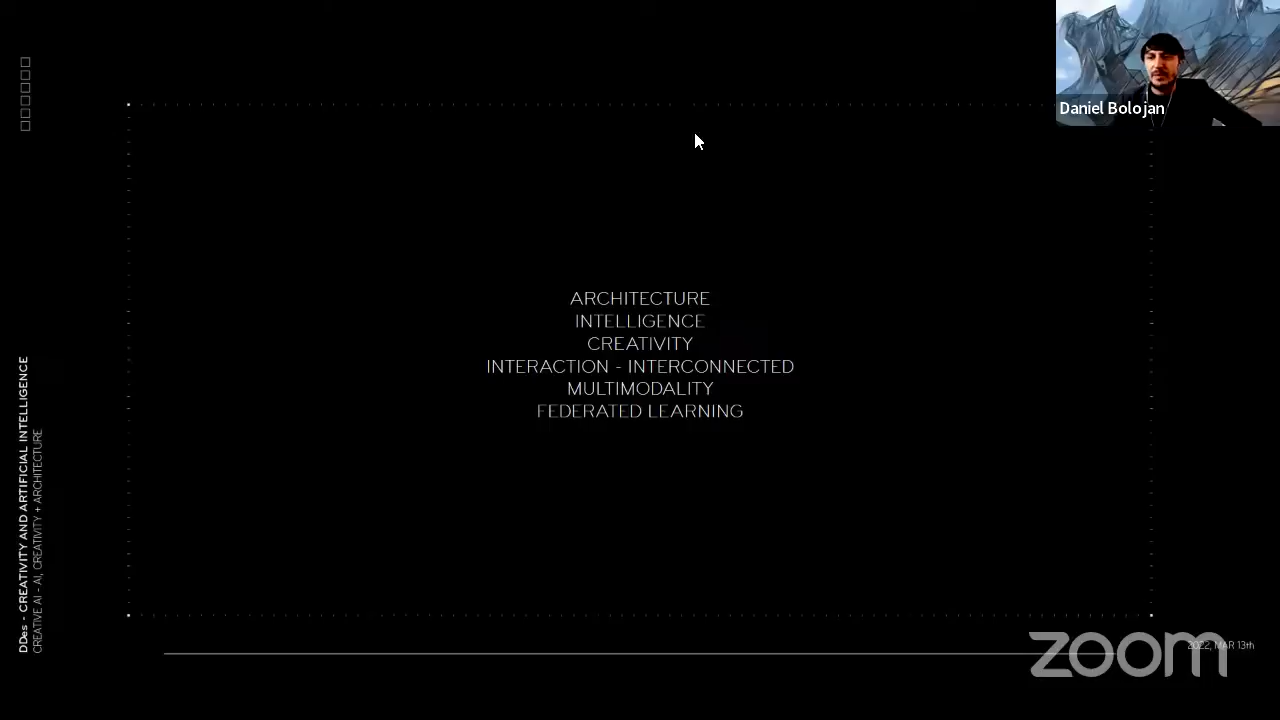 Daniel Bolojan
ARCHITECTURE
INTELLIGENCE
CREATIVITY
INTERACTION - INTERCONNECTED
MULTIMODALITY
FEDERATED LEARNING
DDes - CREATIVITY AND ARTIFICIAL INTELLIGENCE
CREATIVE AI - AI, CREATIVITY + ARCHITECTURE
zoom
2022, MAR 13th